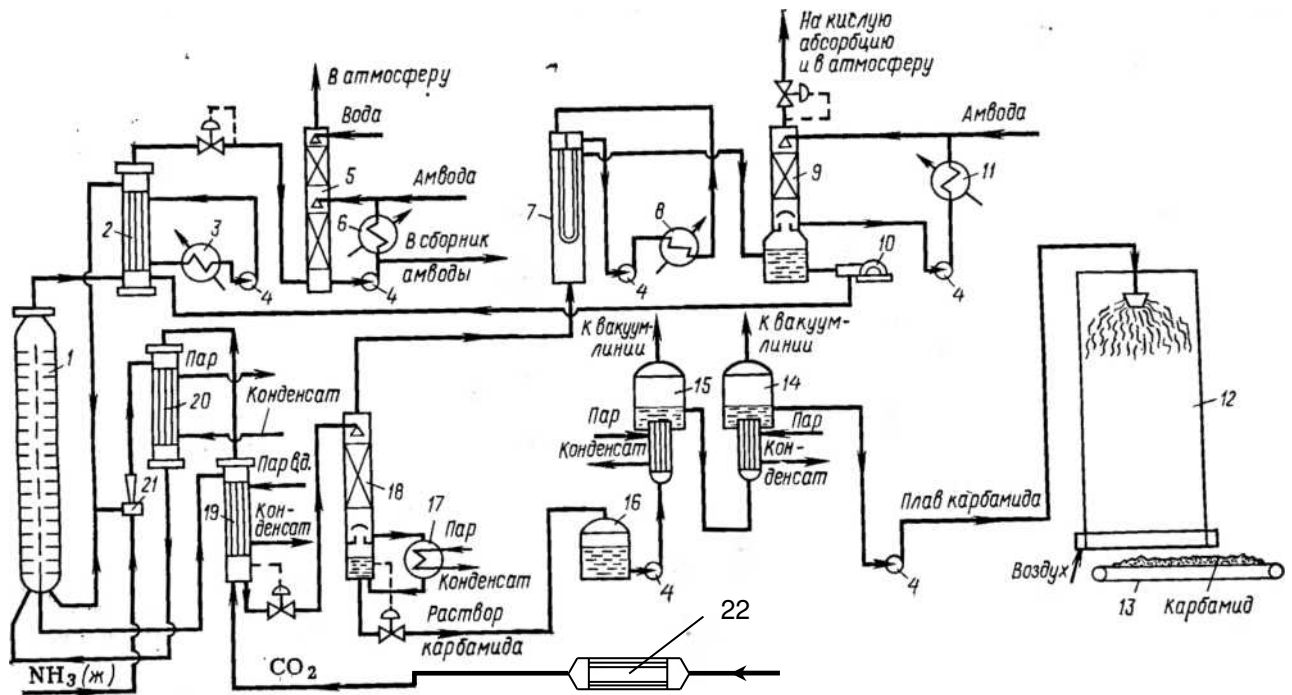 На кислую
абсорбцию
и в атмосферу
В атмосферу
Вода
Амвода
5
Амвода
9
11
2
3
6
В сборник
амводы
7
8
10
4
4
4
4
1
Пар
20
Конденсат
К вакуум-
линии
К вакуум-
линии
15
14
12
Пар
Конденсат
Пар
Кон-
денсат
Пар в.д.
21
19
Кон-
денсат
18
17
Пар
Конденсат
16
4
Плав карбамида
4
Воздух
13
Карбамид
Раствор
карбамида
22
NH3(ж)
CO2